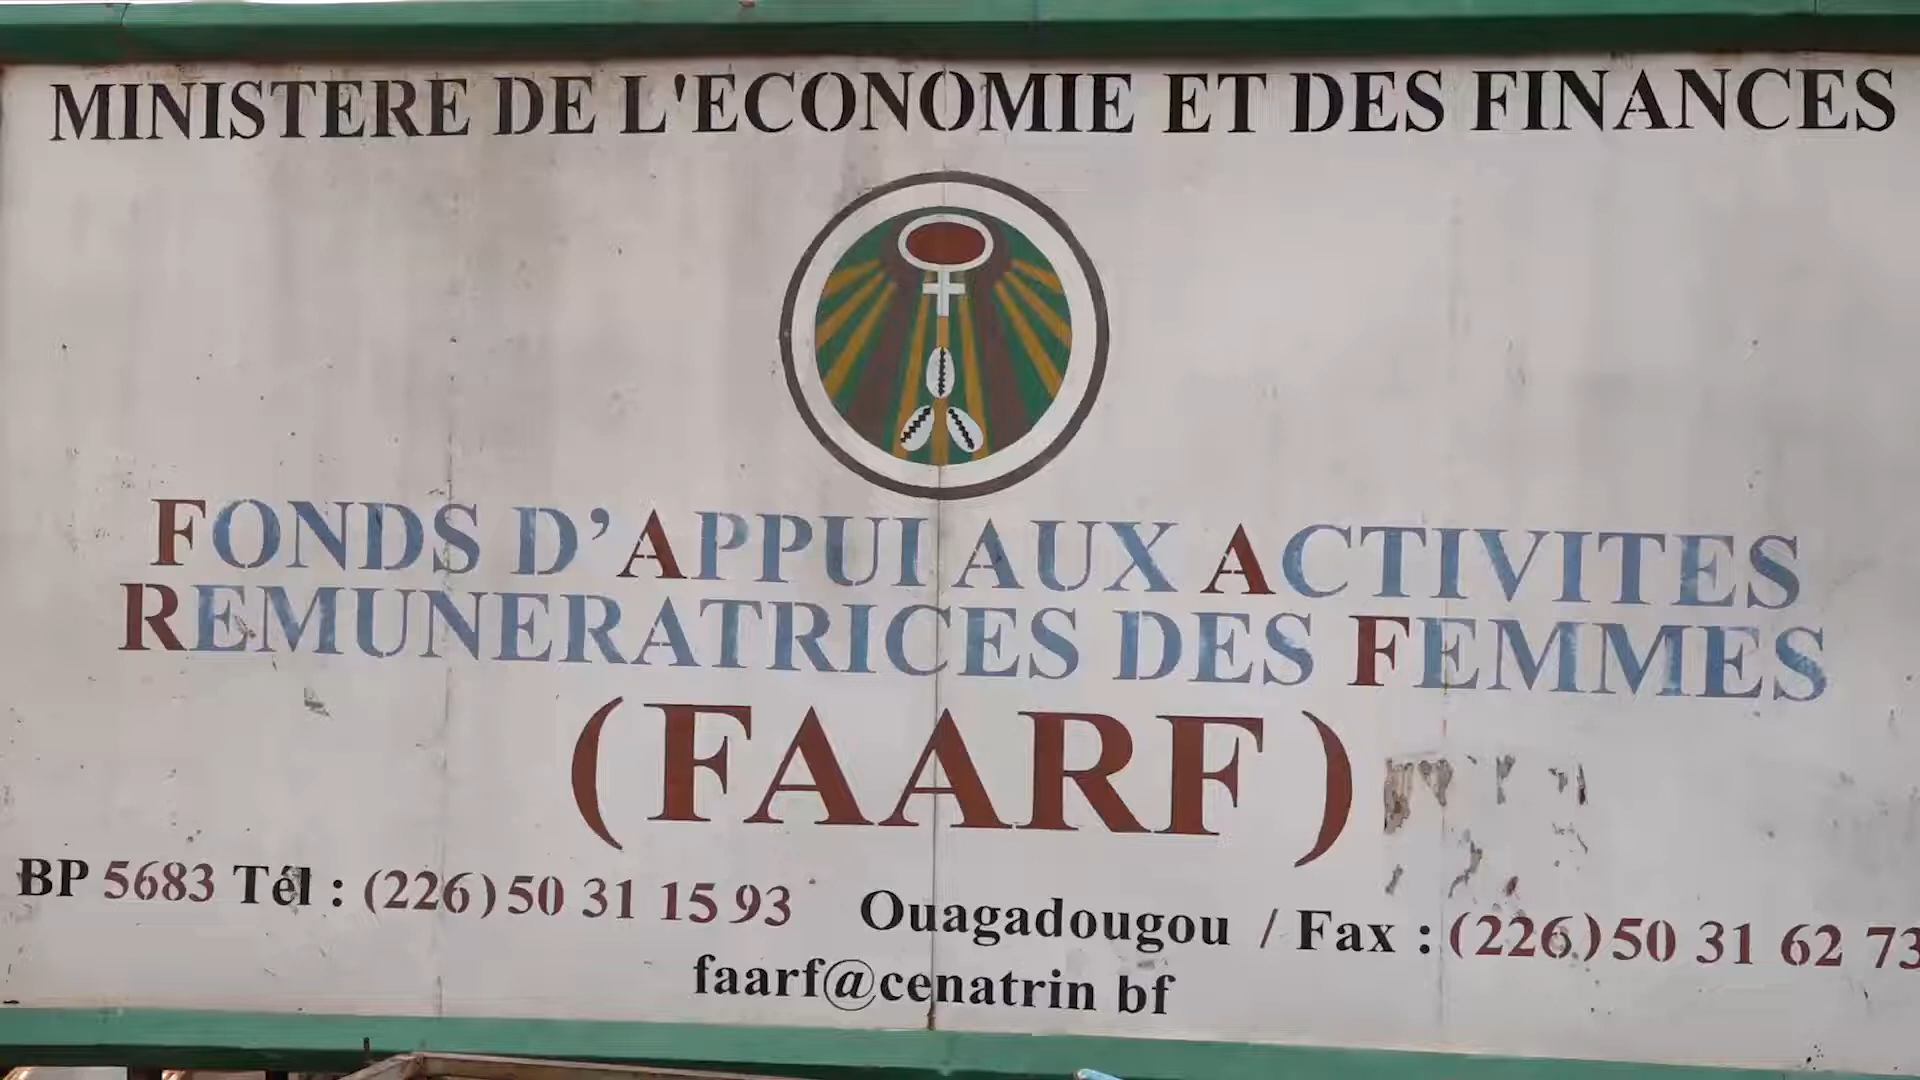 MINISTERE DE L'ECONOMIE ET DES FINANCES
FONDS D'APPUI AUX ACTIVITES
REMUNERATRICES DES FEMMES
(FAARF)
BP 5683 Tél : (226) 50 31 15 93 Ouagadougou / Fax : (226) 50 31 62 73
faarf@cenatrin bf